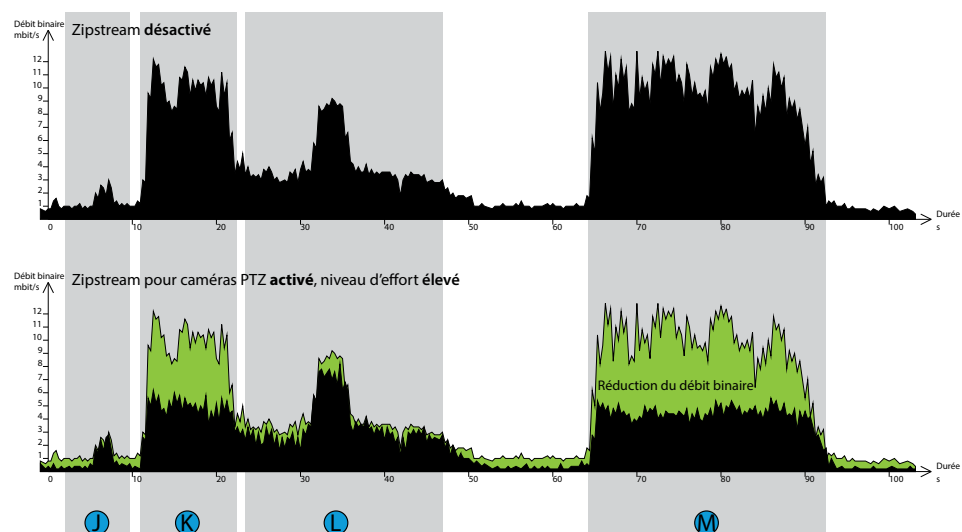 Débit binaire
mbit/s
Zipstream désactivé
12
11
10
9
8
7
6
5
4
3
2
1
0 10 20 30 40 50 60 70 80 90 100
Durée
s
Débit binaire
mbit/s
Zipstream pour caméras PTZ activé, niveau d'effort élevé
12
11
10
9
8
7
6
5
4
3
2
1
Réduction du débit binaire
0 10 20 30 40 50 60 70 80 90 100
Durée
s
J K L M